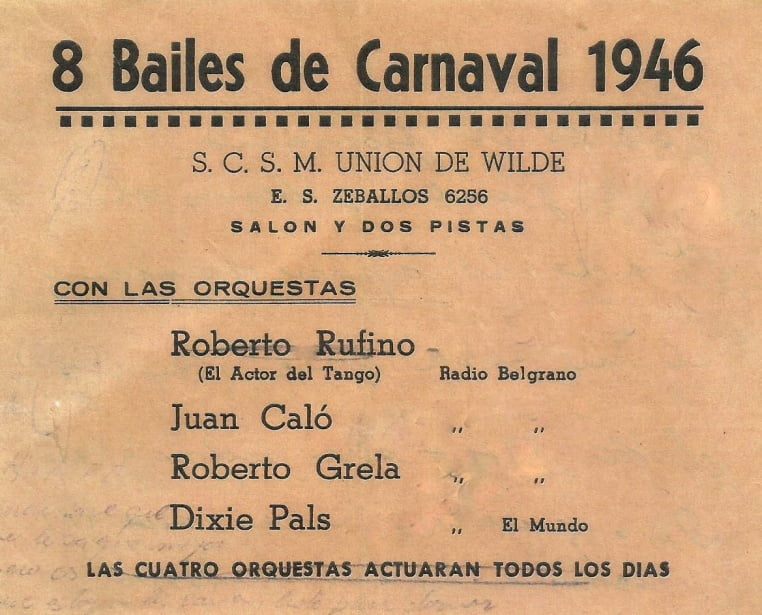 8 Bailes de Carnaval 1946
S. C. S. M. UNION DE WILDE
E. S. ZEBALLOS 6256
SALON Y DOS PISTAS
CON LAS ORQUESTAS
Roberto Rufino
(El Actor del Tango) Radio Belgrano
Juan Caló „ „
Roberto Grela „ „
Dixie Pals „ El Mundo
LAS CUATRO ORQUESTAS ACTUARAN TODOS LOS DIAS